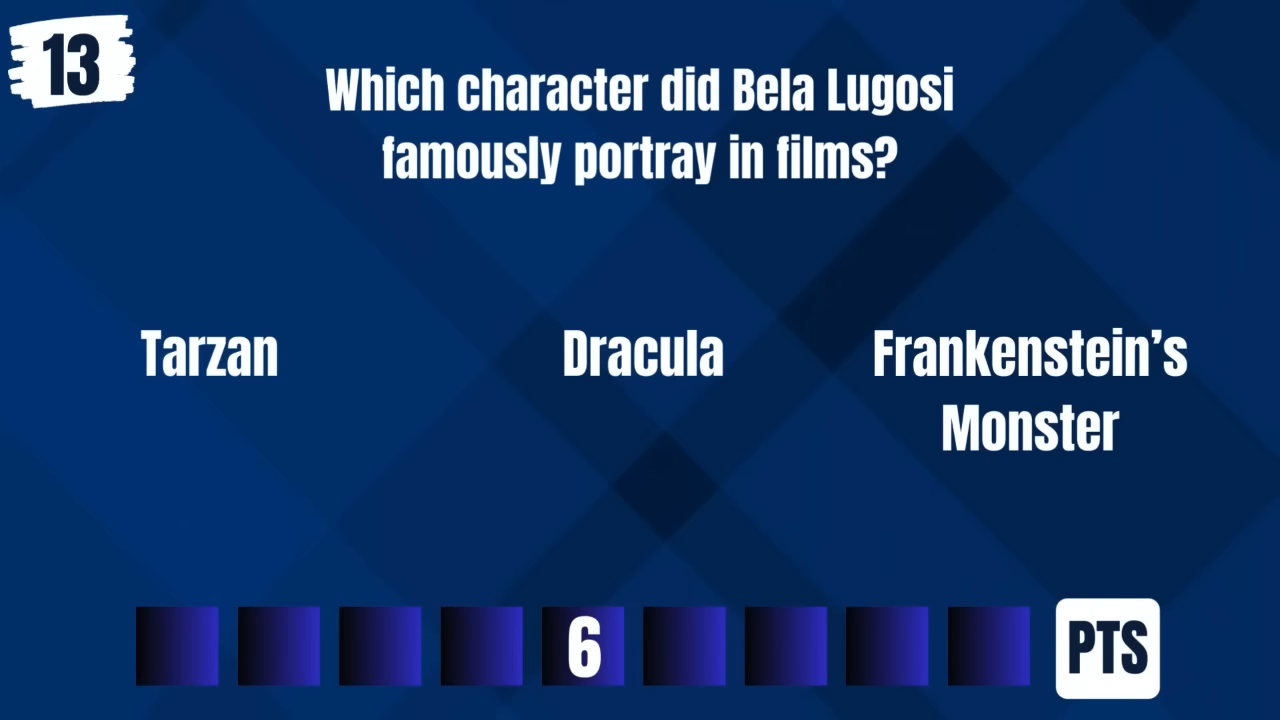 13
Which character did Bela Lugosi
famously portray in films?
Tarzan
Dracula
Frankenstein’s
Monster
6
PTS